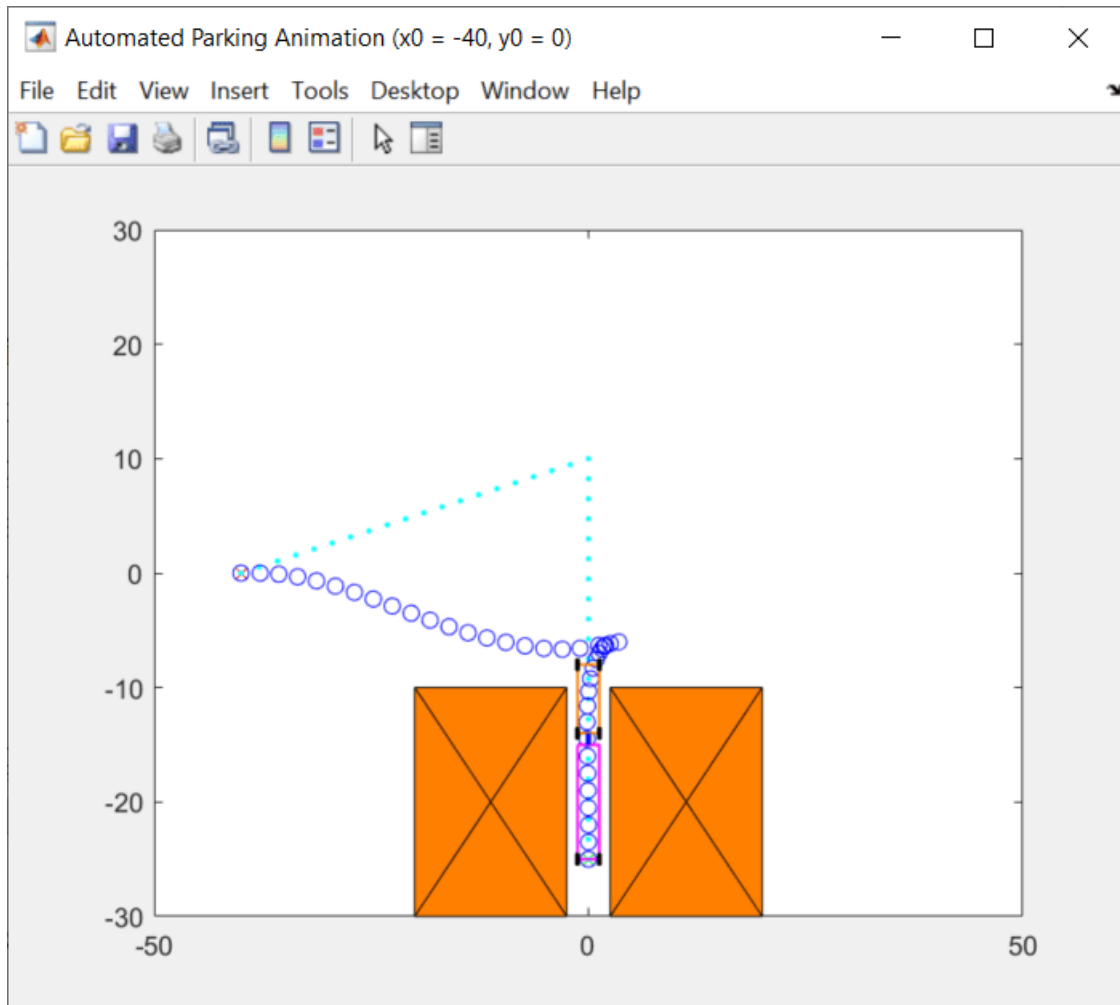 Automated Parking Animation (x0 = -40, y0 = 0)
File Edit View Insert Tools Desktop Window Help
30
20
10
0
-10
-20
-30
-50 0 50